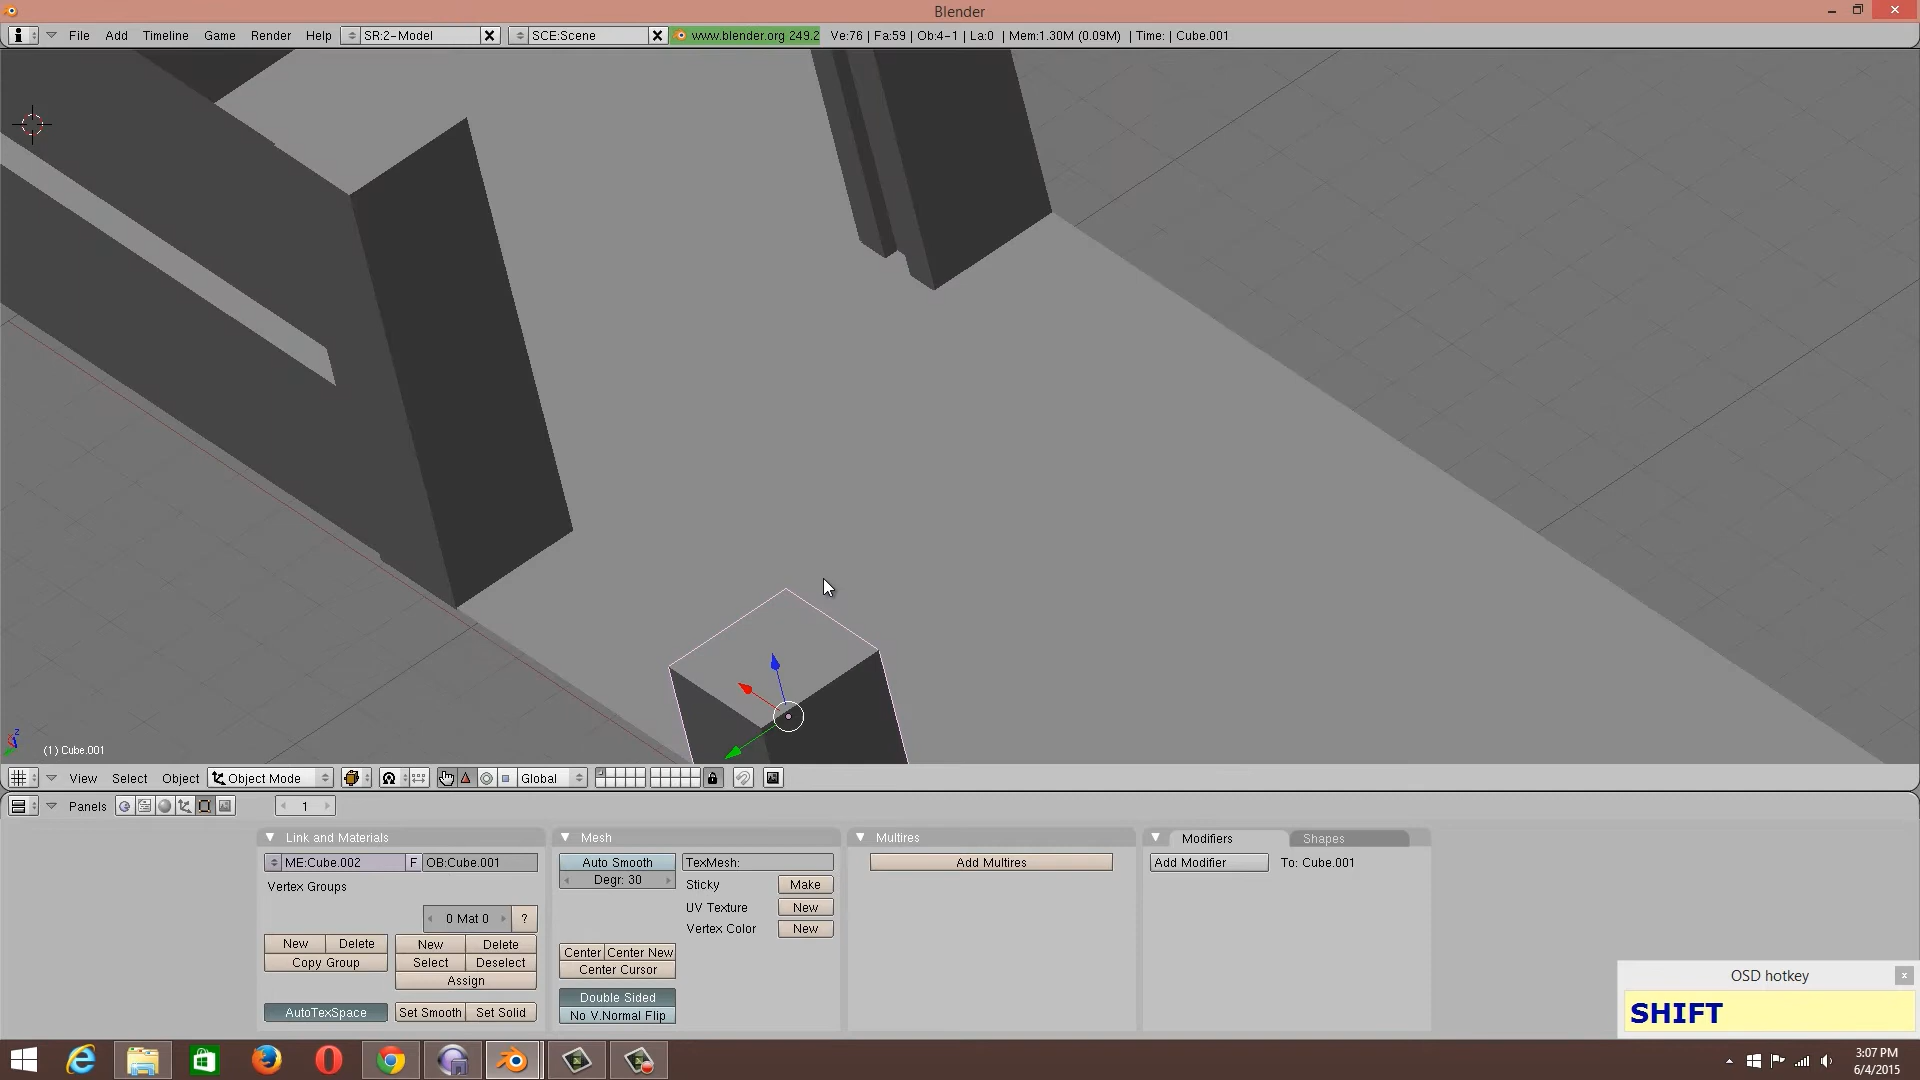 Blender
File Add Timeline Game Render Help SR:2-Model SCE:Scene www.blender.org 249.2 Ve:76 | Fa:59 | Ob:4-1 | La:0 | Mem:1.30M (0.09M) | Time: | Cube.001
(1) Cube.001
View Select Object Object Mode Global
Panels 1
Link and Materials Mesh Multires Modifiers Shapes
ME:Cube.002 F OB:Cube.001 Auto Smooth TexMesh: Add Multires Add Modifier To: Cube.001
Degr: 30
Vertex Groups Sticky Make
0 Mat 0 ? UV Texture New
Vertex Color New
New Delete New Delete
Center Center New
Copy Group Select Deselect Center Cursor
Assign
Double Sided
AutoTexSpace Set Smooth Set Solid No V.Normal Flip
OSD hotkey
SHIFT
3:07 PM
6/4/2015